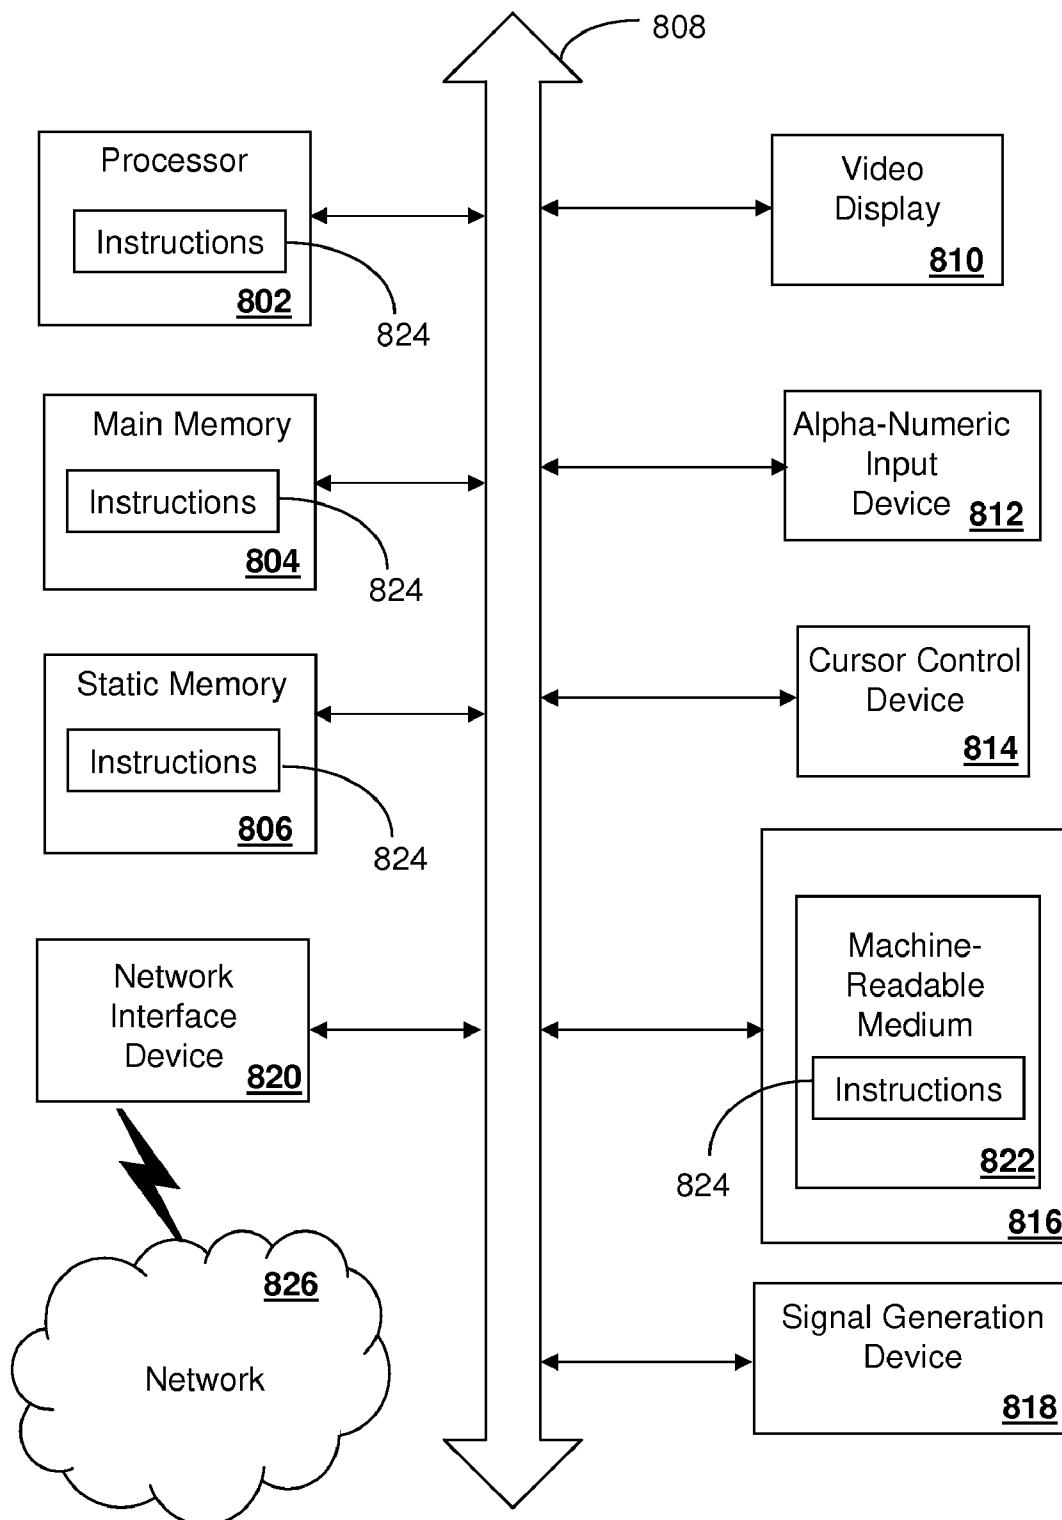 808
Processor
Instructions
802
824
Video
Display
810
Main Memory
Instructions
804
824
Alpha-Numeric
Input
Device
812
Static Memory
Instructions
806
824
Cursor Control
Device
814
Network
Interface
Device
820
Machine-
Readable
Medium
Instructions
822
824
816
826
Network
Signal Generation
Device
818